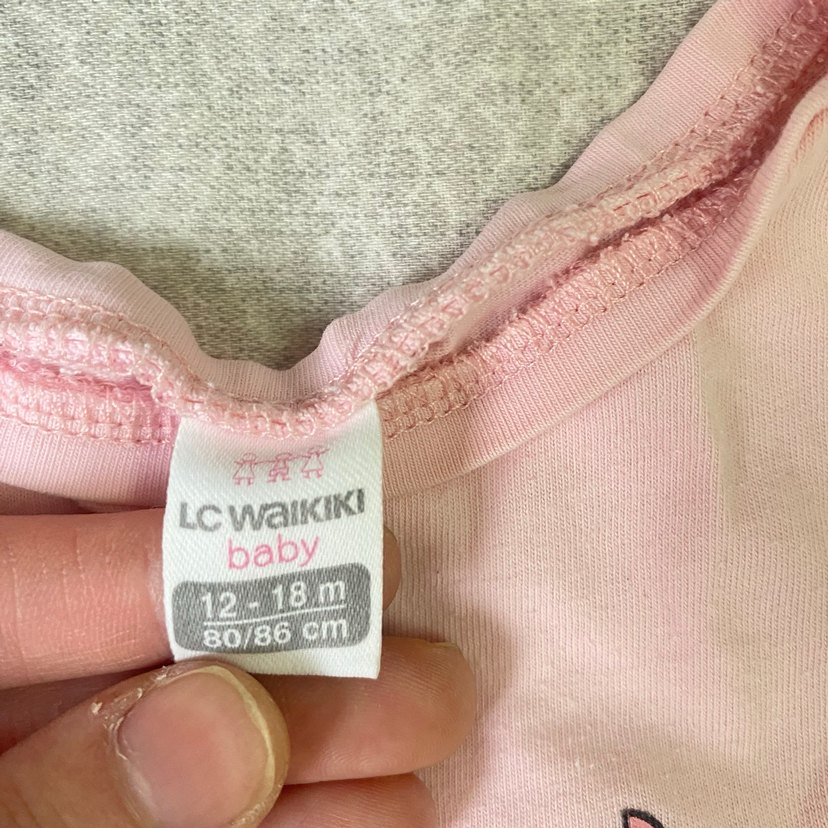 LC WAIKIKI
baby
12 - 18 m
80/86 cm